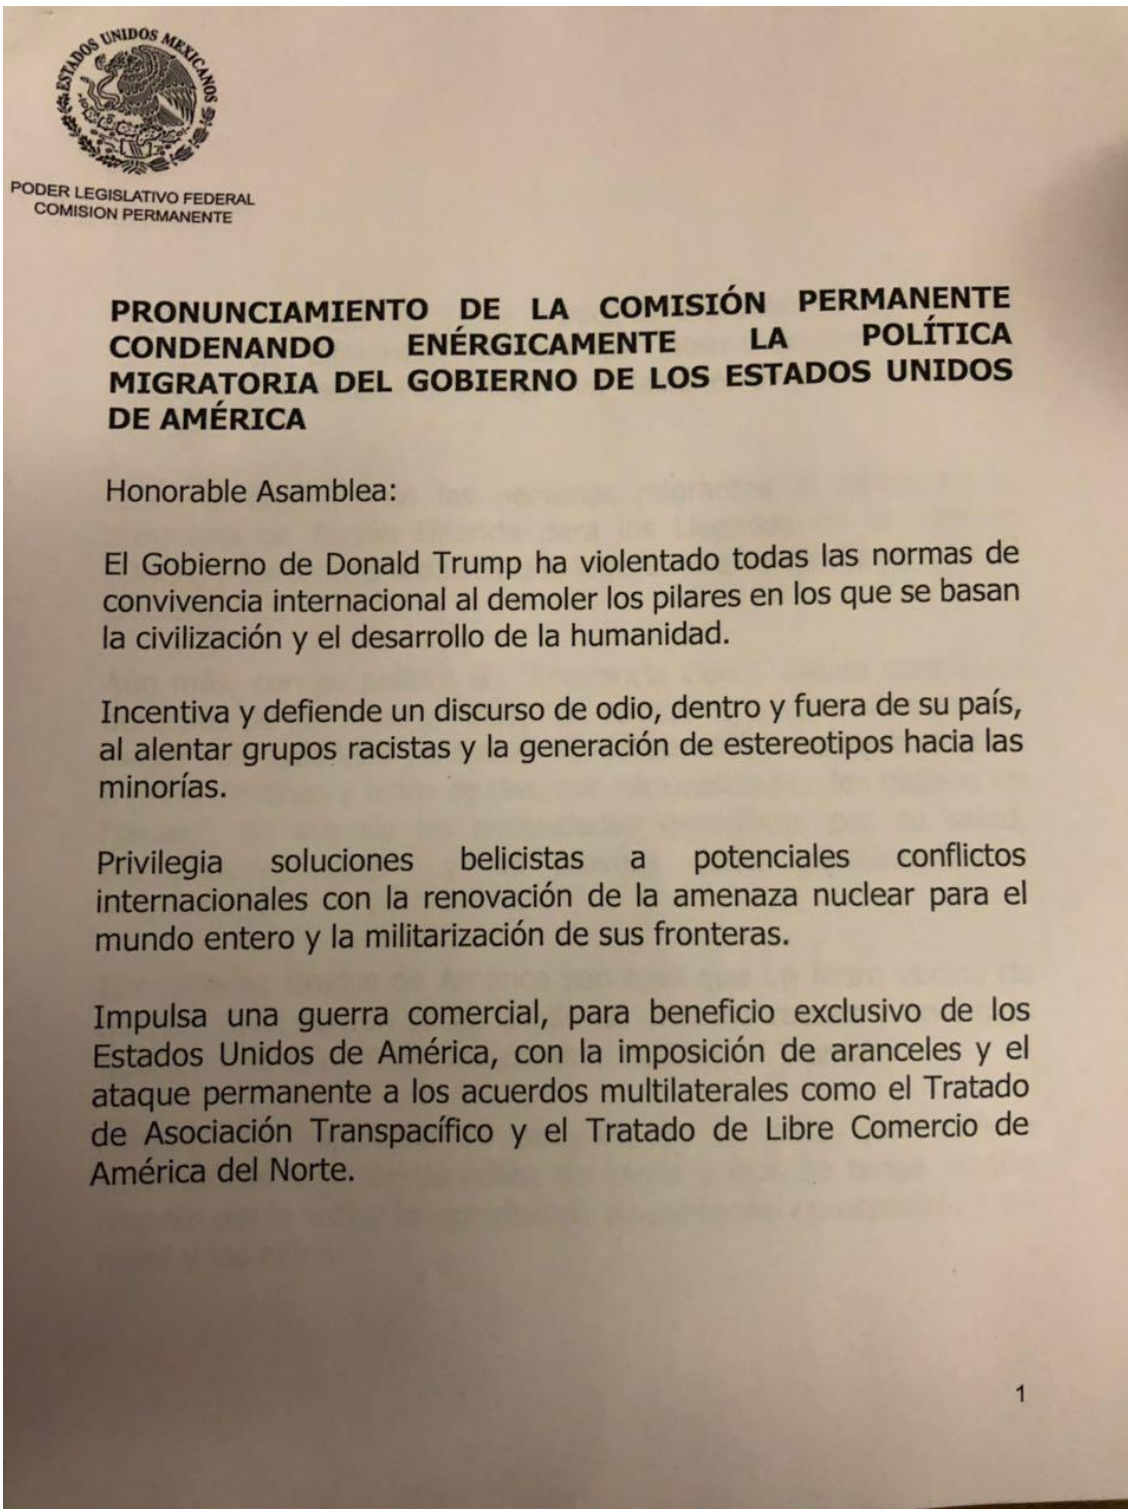 ESTADOS UNIDOS MEXICANOS
PODER LEGISLATIVO FEDERAL
COMISION PERMANENTE
PRONUNCIAMIENTO DE LA COMISIÓN PERMANENTE
CONDENANDO ENÉRGICAMENTE LA POLÍTICA
MIGRATORIA DEL GOBIERNO DE LOS ESTADOS UNIDOS
DE AMÉRICA
Honorable Asamblea:
El Gobierno de Donald Trump ha violentado todas las normas de
convivencia internacional al demoler los pilares en los que se basan
la civilización y el desarrollo de la humanidad.
Incentiva y defiende un discurso de odio, dentro y fuera de su país,
al alentar grupos racistas y la generación de estereotipos hacia las
minorías.
Privilegia soluciones belicistas a potenciales conflictos
internacionales con la renovación de la amenaza nuclear para el
mundo entero y la militarización de sus fronteras.
Impulsa una guerra comercial, para beneficio exclusivo de los
Estados Unidos de América, con la imposición de aranceles y el
ataque permanente a los acuerdos multilaterales como el Tratado
de Asociación Transpacífico y el Tratado de Libre Comercio de
América del Norte.
1